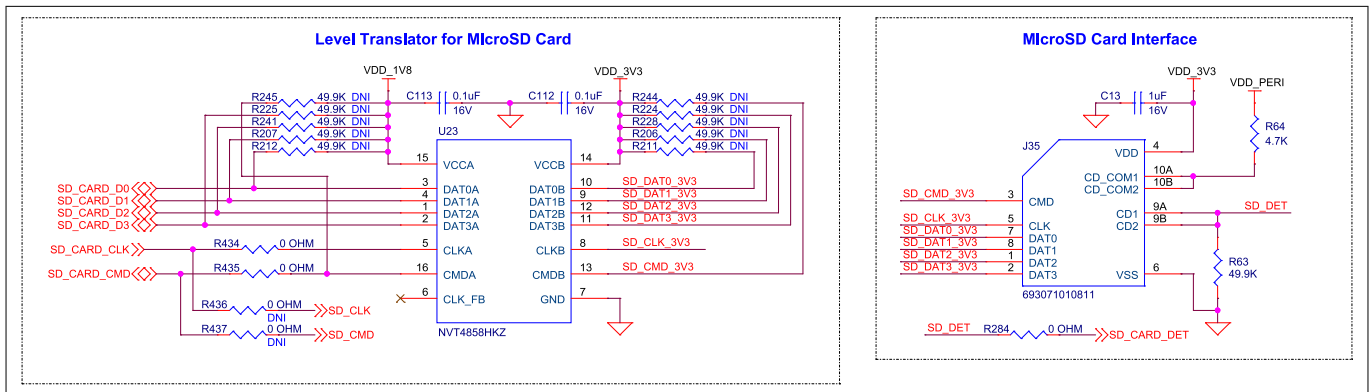 Level Translator for MIcroSD Card
VDD_1V8
VDD_3V3
R245 49.9K DNI
R225 49.9K DNI
R241 49.9K DNI
R207 49.9K DNI
R212 49.9K DNI
C113 0.1uF
16V
C112 0.1uF
16V
R244 49.9K DNI
R224 49.9K DNI
R228 49.9K DNI
R206 49.9K DNI
R211 49.9K DNI
U23
15 VCCA VCCB 14
SD_CARD_D0 3 DAT0A DAT0B 10 SD_DAT0_3V3
SD_CARD_D1 4 DAT1A DAT1B 9 SD_DAT1_3V3
SD_CARD_D2 1 DAT2A DAT2B 12 SD_DAT2_3V3
SD_CARD_D3 2 DAT3A DAT3B 11 SD_DAT3_3V3
SD_CARD_CLK R434 0 OHM 5 CLKA CLKB 8 SD_CLK_3V3
SD_CARD_CMD R435 0 OHM 16 CMDA CMDB 13 SD_CMD_3V3
6 CLK_FB GND 7
R436 0 OHM SD_CLK
DNI
R437 0 OHM SD_CMD
DNI
NVT4858HKZ
MIcroSD Card Interface
VDD_3V3
VDD_PERI
C13 1uF
16V
R64
4.7K
J35
VDD 4
CD_COM1 10A
CD_COM2 10B
SD_CMD_3V3 3 CMD
CD1 9A SD_DET
CD2 9B
SD_CLK_3V3 5 CLK
SD_DAT0_3V3 7 DAT0
SD_DAT1_3V3 8 DAT1
SD_DAT2_3V3 1 DAT2
SD_DAT3_3V3 2 DAT3
VSS 6
R63
49.9K
693071010811
SD_DET R284 0 OHM SD_CARD_DET